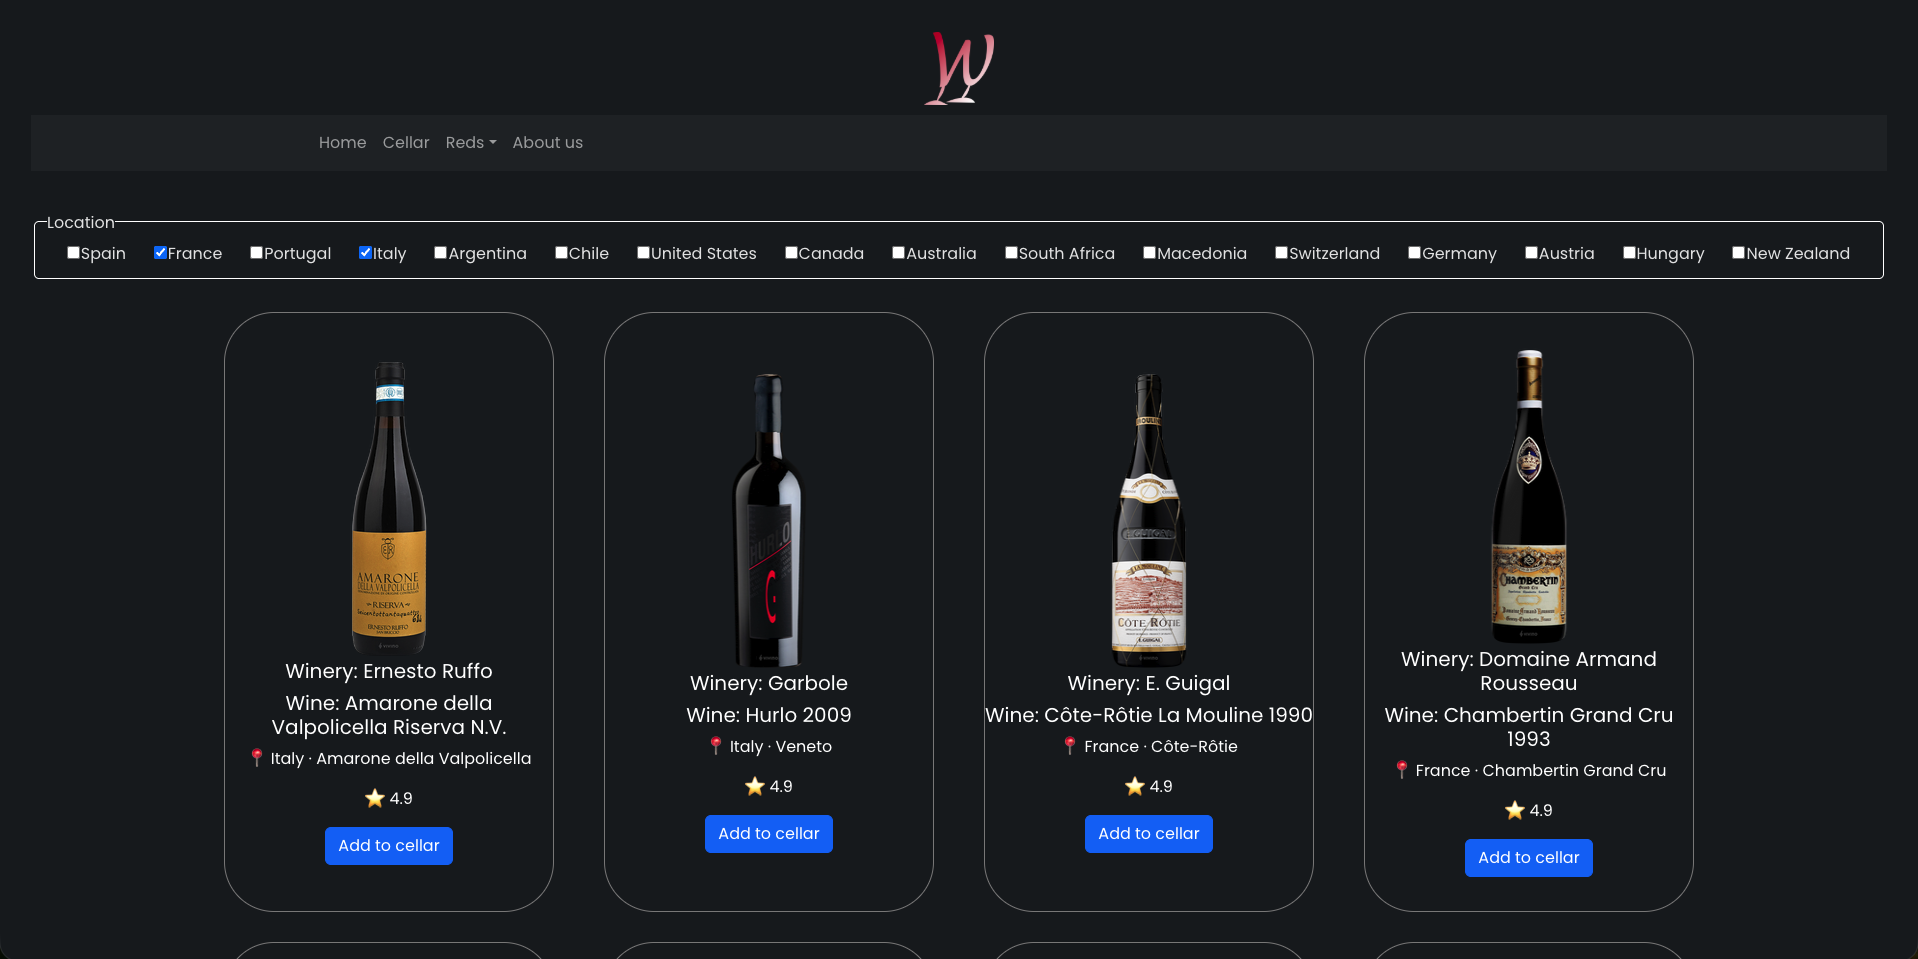 W
Home Cellar Reds About us
Location
Spain France Portugal Italy Argentina Chile United States Canada Australia South Africa Macedonia Switzerland Germany Austria Hungary New Zealand
AMARONE
DELLA VALPOLICELLA
RISERVA
ERNESTO RUFFO
Winery: Ernesto Ruffo
Wine: Amarone della
Valpolicella Riserva N.V.
Italy · Amarone della Valpolicella
4.9
Add to cellar
HURLO
G
Winery: Garbole
Wine: Hurlo 2009
Italy · Veneto
4.9
Add to cellar
E.GUIGAL
CÔTE RÔTIE
E.GUIGAL
Winery: E. Guigal
Wine: Côte-Rôtie La Mouline 1990
France · Côte-Rôtie
4.9
Add to cellar
CHAMBERTIN
Winery: Domaine Armand
Rousseau
Wine: Chambertin Grand Cru
1993
France · Chambertin Grand Cru
4.9
Add to cellar